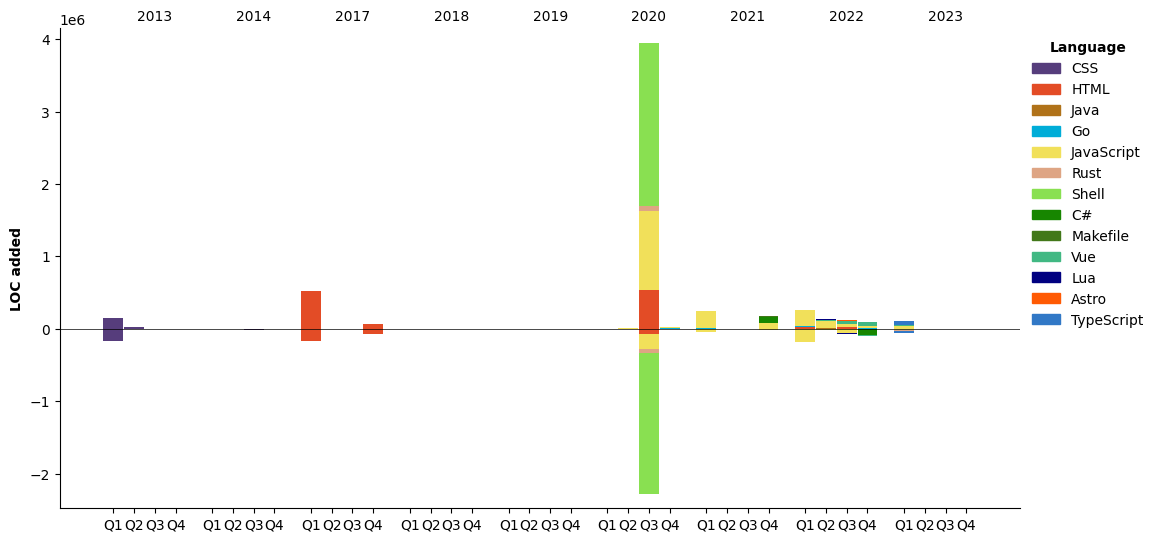 2013 2014 2017 2018 2019 2020 2021 2022 2023
1e6
4
3
2
1
0
−1
−2
LOC added
Q1 Q2 Q3 Q4 Q1 Q2 Q3 Q4 Q1 Q2 Q3 Q4 Q1 Q2 Q3 Q4 Q1 Q2 Q3 Q4 Q1 Q2 Q3 Q4 Q1 Q2 Q3 Q4 Q1 Q2 Q3 Q4 Q1 Q2 Q3 Q4
Language
CSS
HTML
Java
Go
JavaScript
Rust
Shell
C#
Makefile
Vue
Lua
Astro
TypeScript